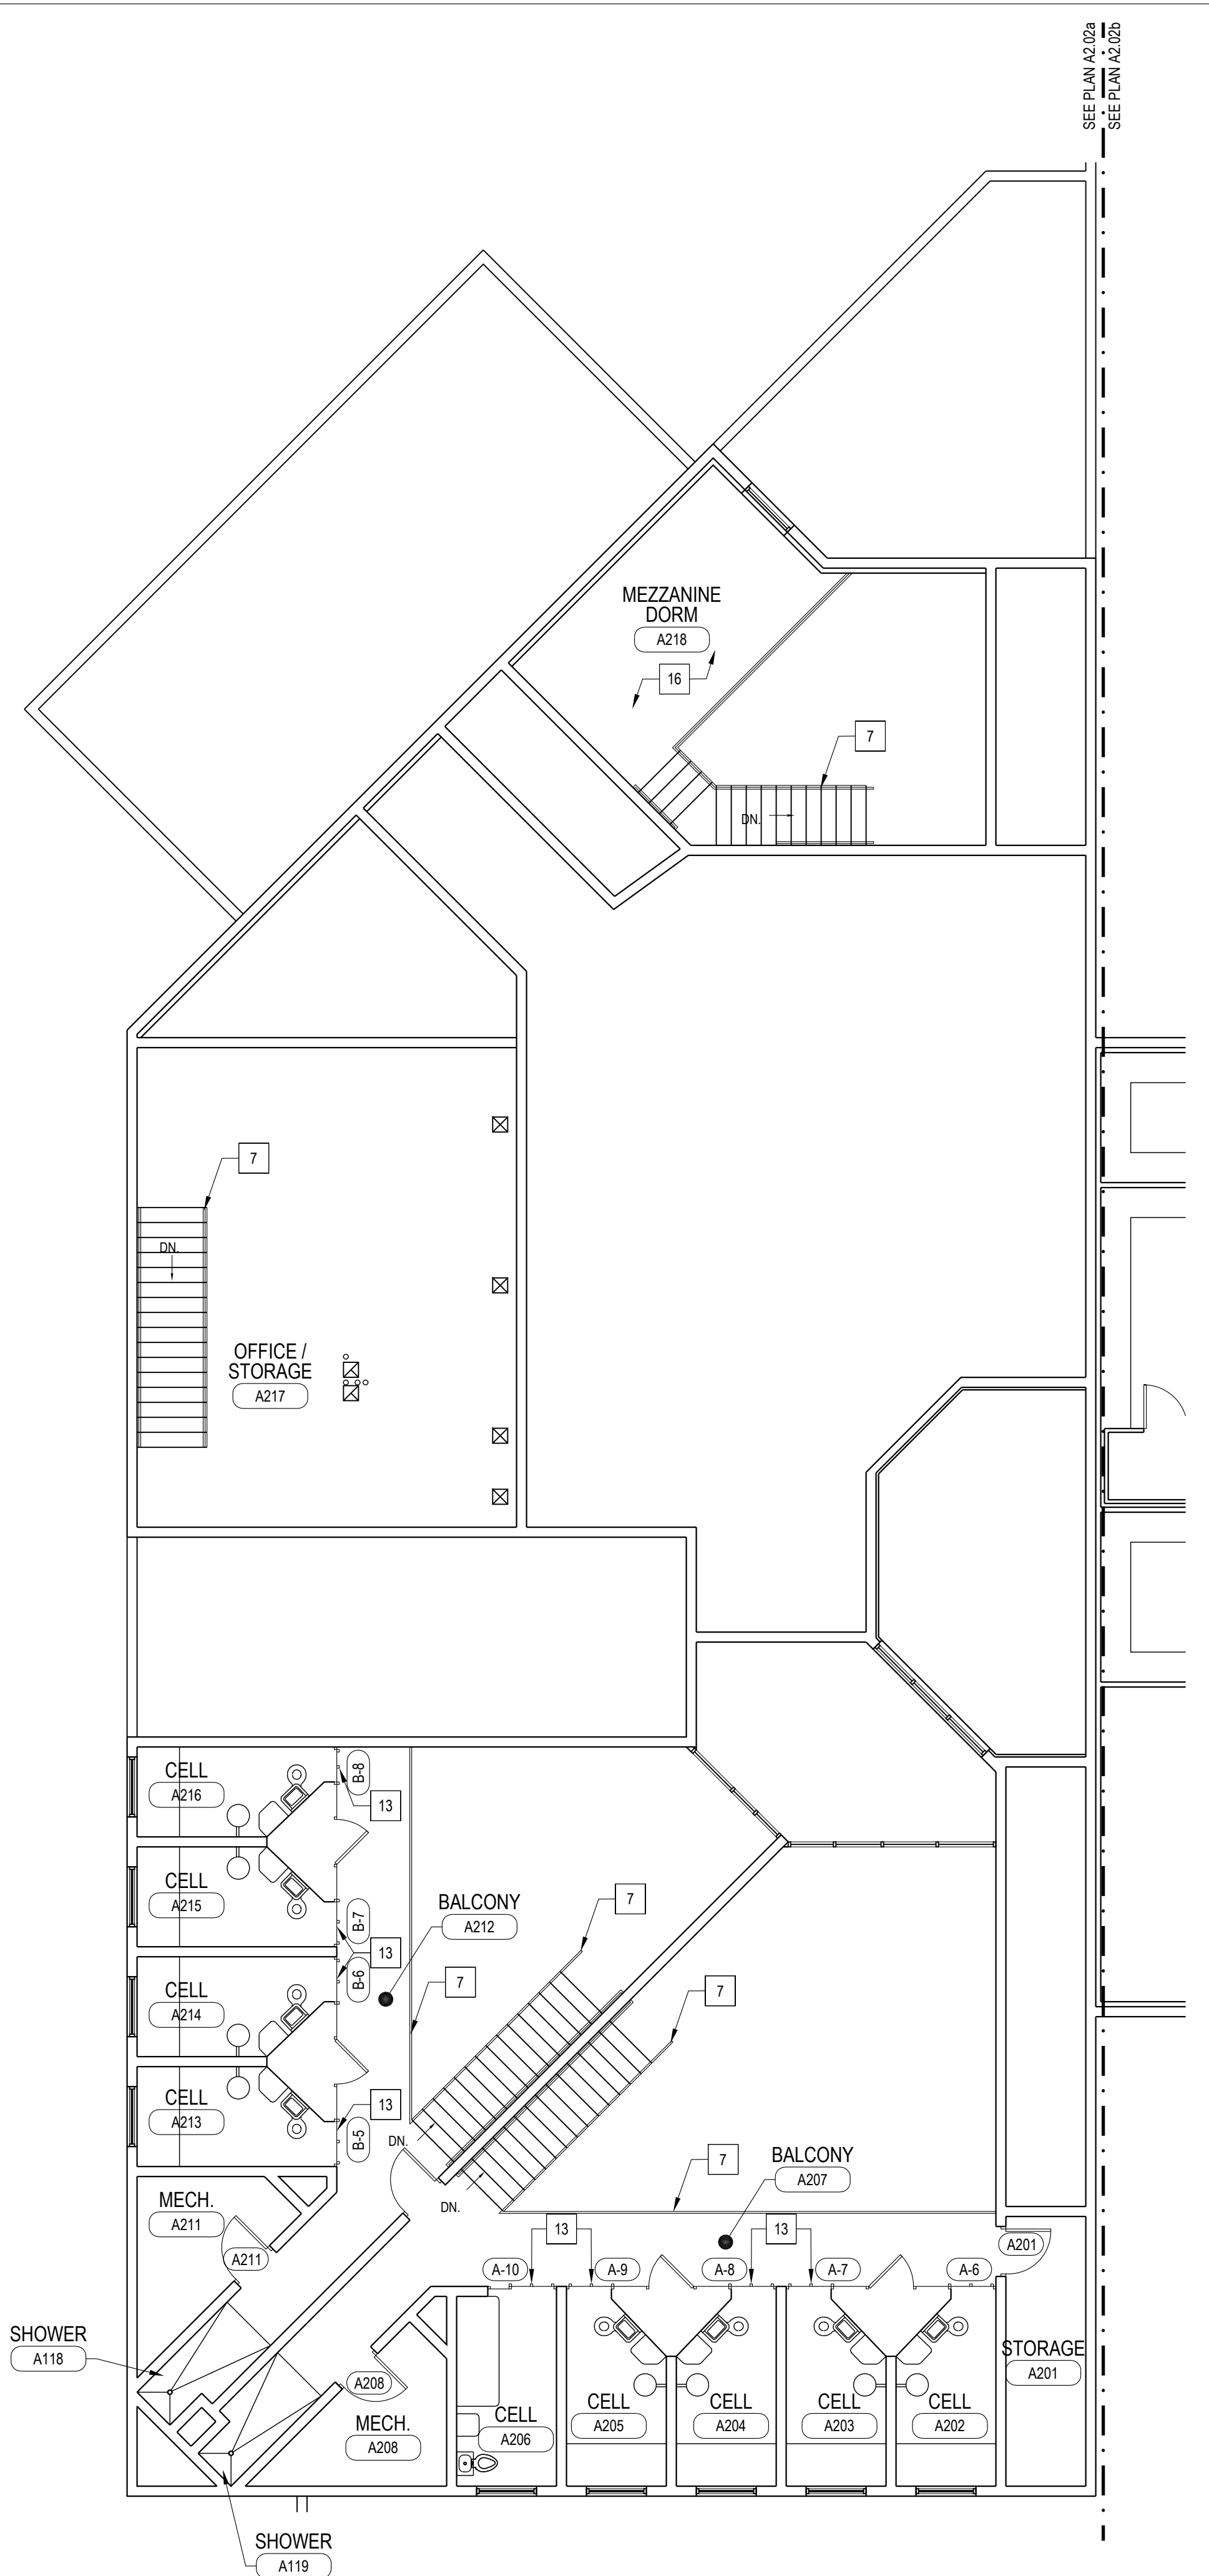 SEE PLAN A2.02a
SEE PLAN A2.02b
MEZZANINE
DORM
A218
16
7
DN.
7
DN.
OFFICE /
STORAGE
A217
CELL
A216
B-8
13
CELL
A215
B-7
BALCONY
A212
7
13
CELL
A214
B-6
7
7
CELL
A213
13
B-5
DN.
DN.
7
BALCONY
A207
MECH.
A211
A211
13
13
A201
A-10
A-9
A-8
A-7
A-6
SHOWER
A118
STORAGE
A201
A208
MECH.
A208
CELL
A206
CELL
A205
CELL
A204
CELL
A203
CELL
A202
SHOWER
A119